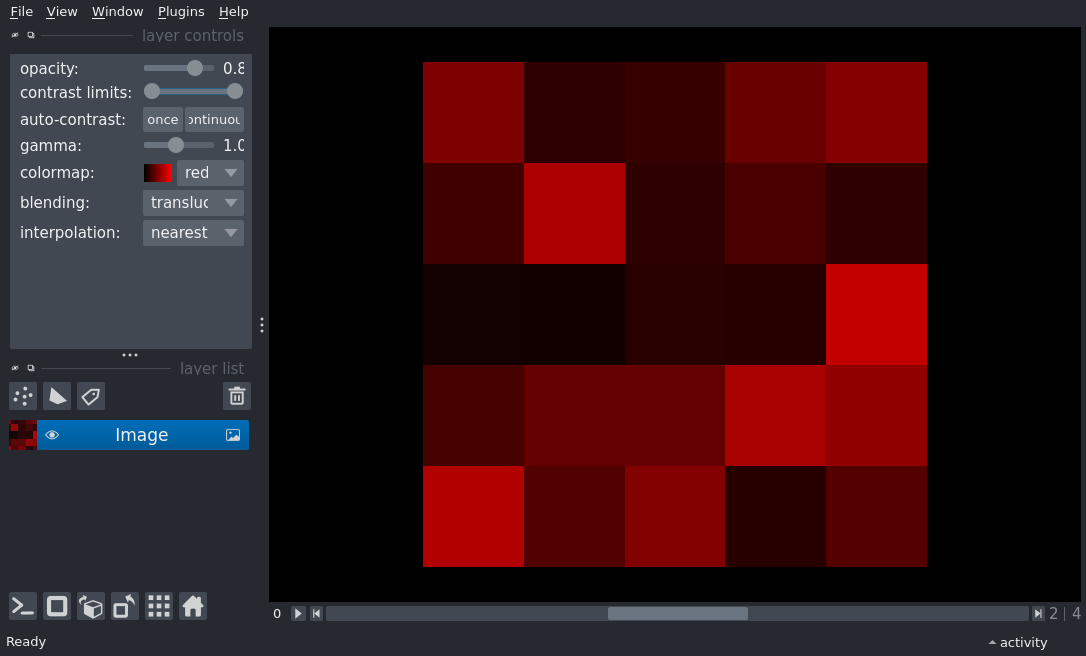 File View Window Plugins Help
layer controls
opacity: 0.8
contrast limits:
auto-contrast: once ontinuou
gamma: 1.0
colormap: red
blending: transluc
interpolation: nearest
layer list
Image
0 2 | 4
Ready activity